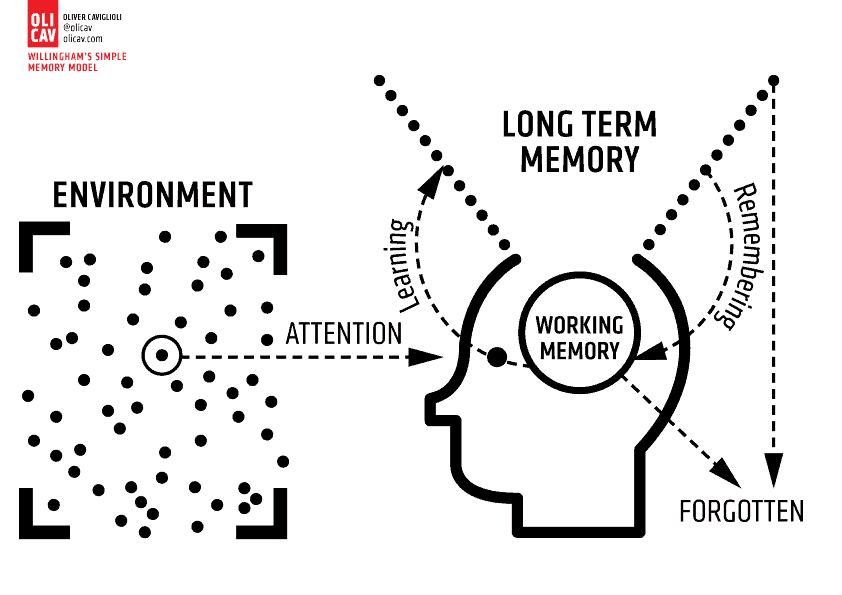 OLI
CAV
OLIVER CAVIGLIOLI
@olicav
olicav.com
WILLINGHAM'S SIMPLE
MEMORY MODEL
LONG TERM
MEMORY
ENVIRONMENT
Learning
Remembering
ATTENTION
WORKING
MEMORY
FORGOTTEN